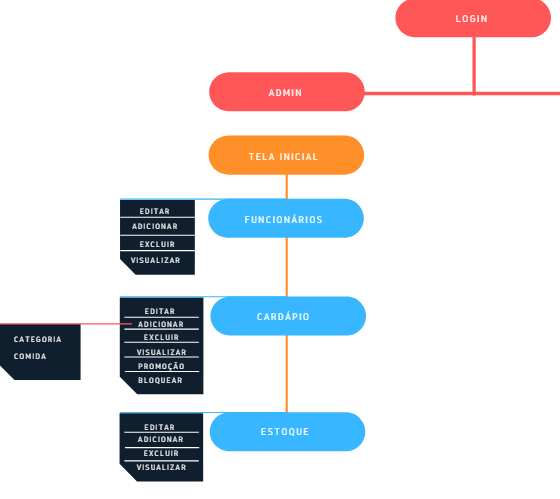 LOGIN
ADMIN
TELA INICIAL
FUNCIONÁRIOS
EDITAR
ADICIONAR
EXCLUIR
VISUALIZAR
CARDÁPIO
EDITAR
ADICIONAR
EXCLUIR
VISUALIZAR
PROMOÇÃO
BLOQUEAR
CATEGORIA
COMIDA
ESTOQUE
EDITAR
ADICIONAR
EXCLUIR
VISUALIZAR